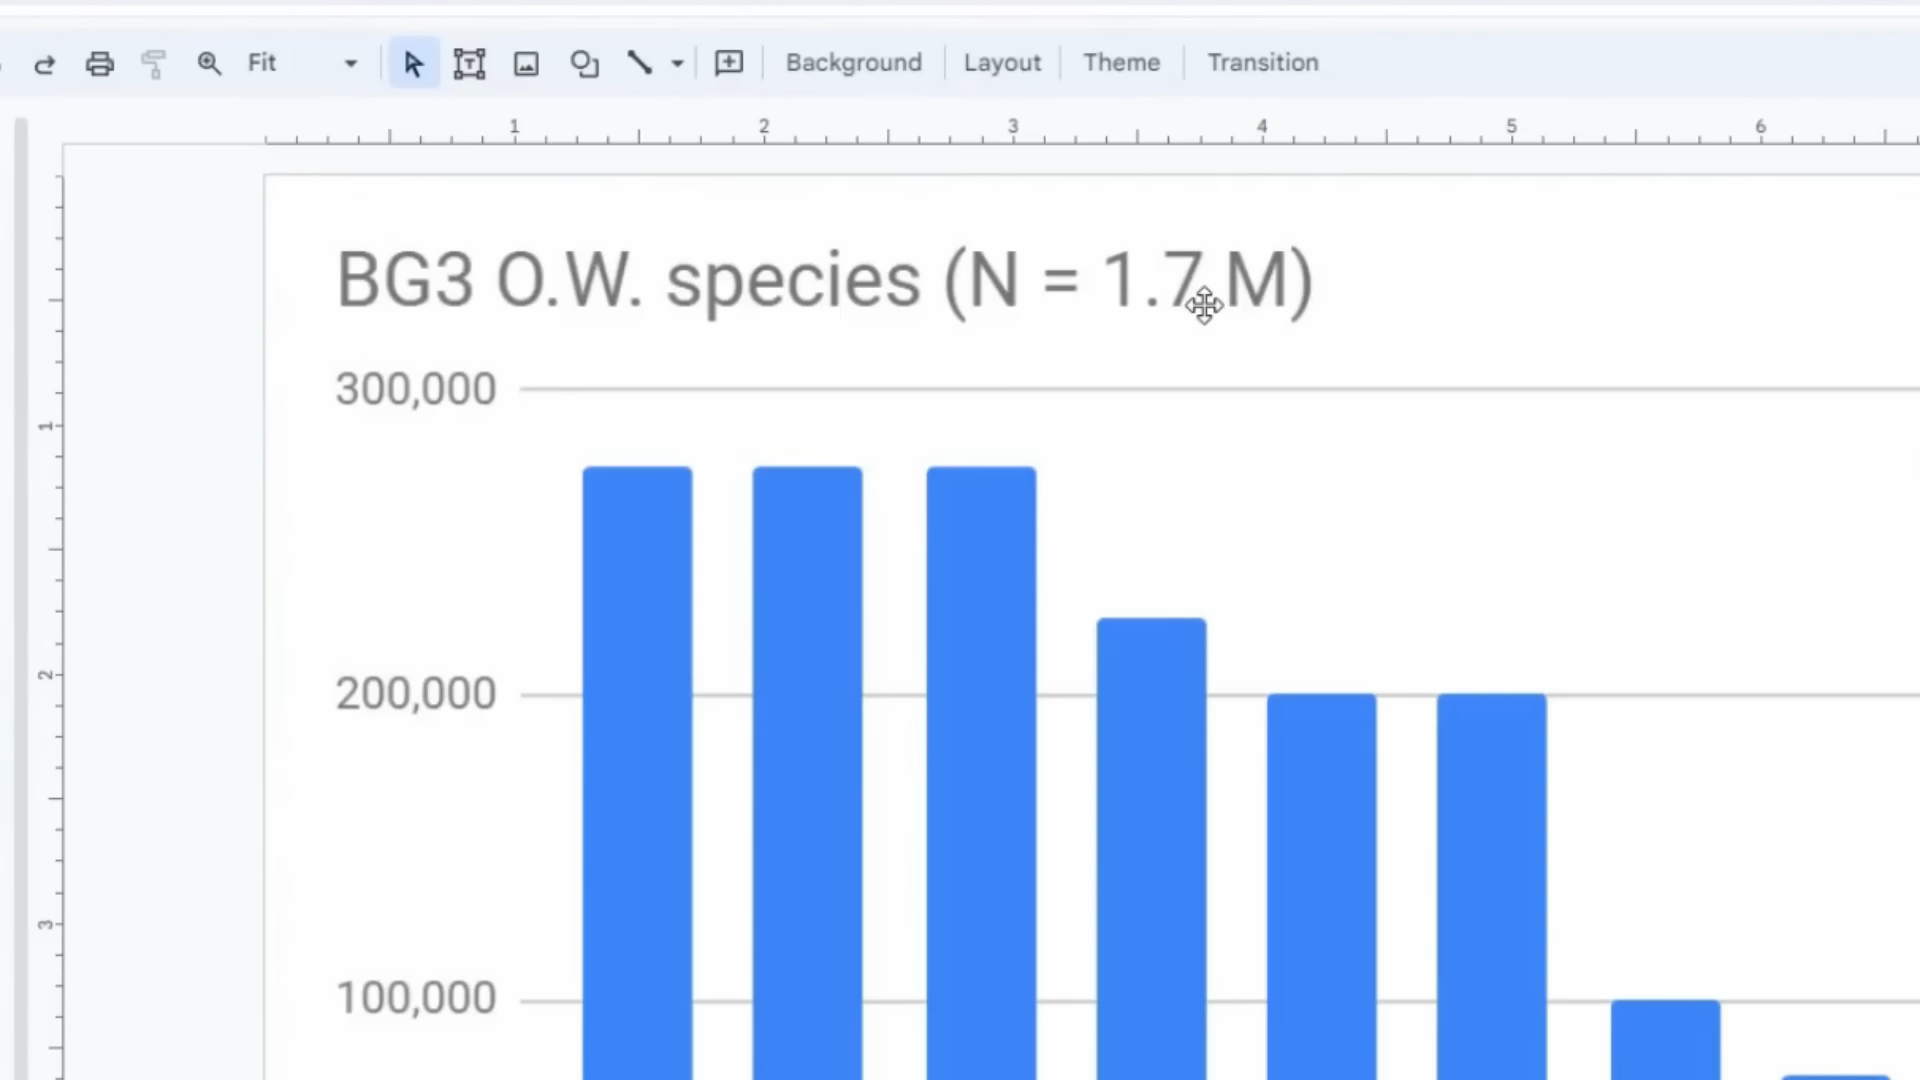 Fit Background Layout Theme Transition
1 2 3 4 5 6
BG3 O.W. species (N = 1.7 M)
300,000
1
200,000
2
3
100,000